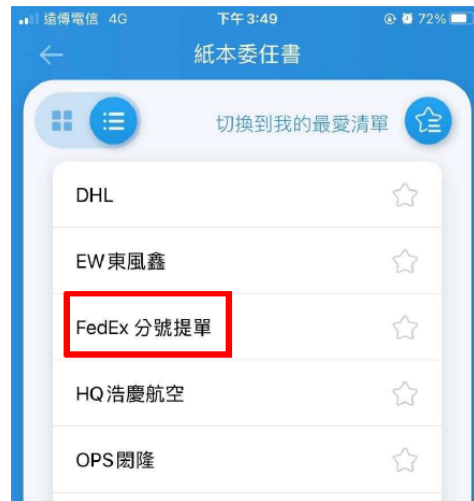 遠傳電信 4G 下午3:49 72%
紙本委任書
切換到我的最愛清單
DHL
EW東風鑫
FedEx 分號提單
HQ浩慶航空
OPS閎隆